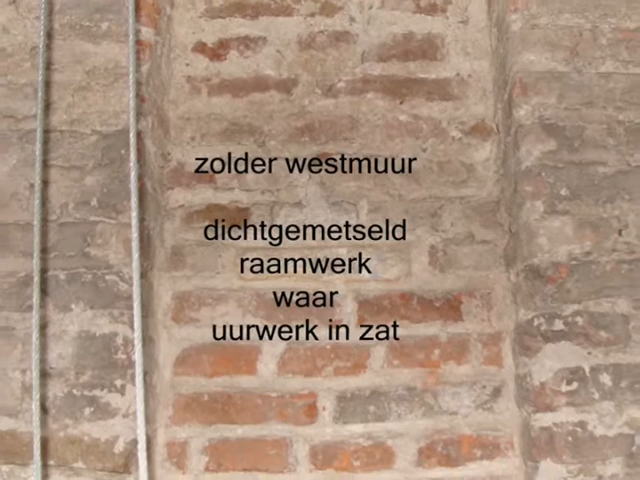 zolder westmuur
dichtgemetseld
raamwerk
waar
uurwerk in zat